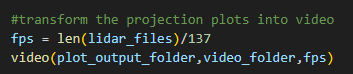 #transform the projection plots into video
fps = len(lidar_files)/137
video(plot_output_folder,video_folder,fps)